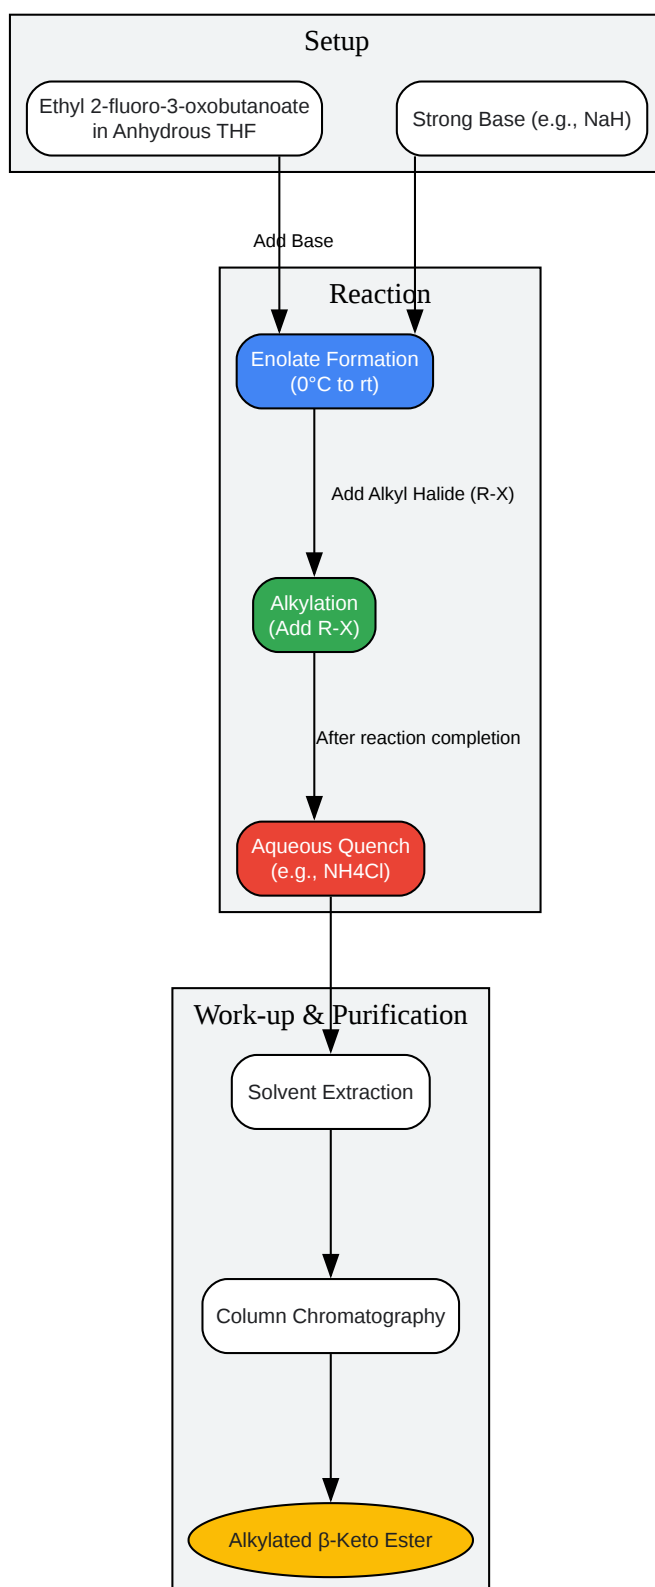 Setup
Ethyl 2-fluoro-3-oxobutanoate
in Anhydrous THF
Strong Base (e.g., NaH)
Add Base
Reaction
Enolate Formation
(0°C to rt)
Add Alkyl Halide (R-X)
Alkylation
(Add R-X)
After reaction completion
Aqueous Quench
(e.g., NH4Cl)
Work-up & Purification
Solvent Extraction
Column Chromatography
Alkylated β-Keto Ester